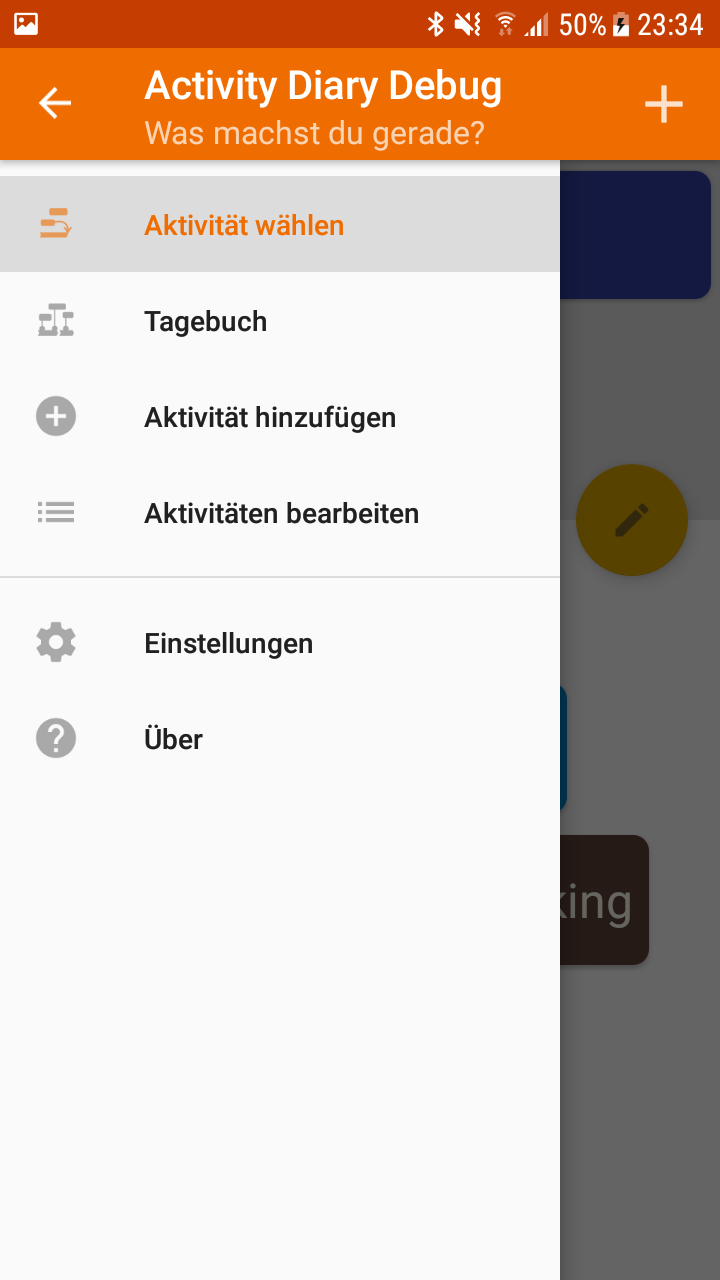 50% 23:34
Activity Diary Debug
Was machst du gerade?
Aktivität wählen
Tagebuch
Aktivität hinzufügen
Aktivitäten bearbeiten
Einstellungen
Über